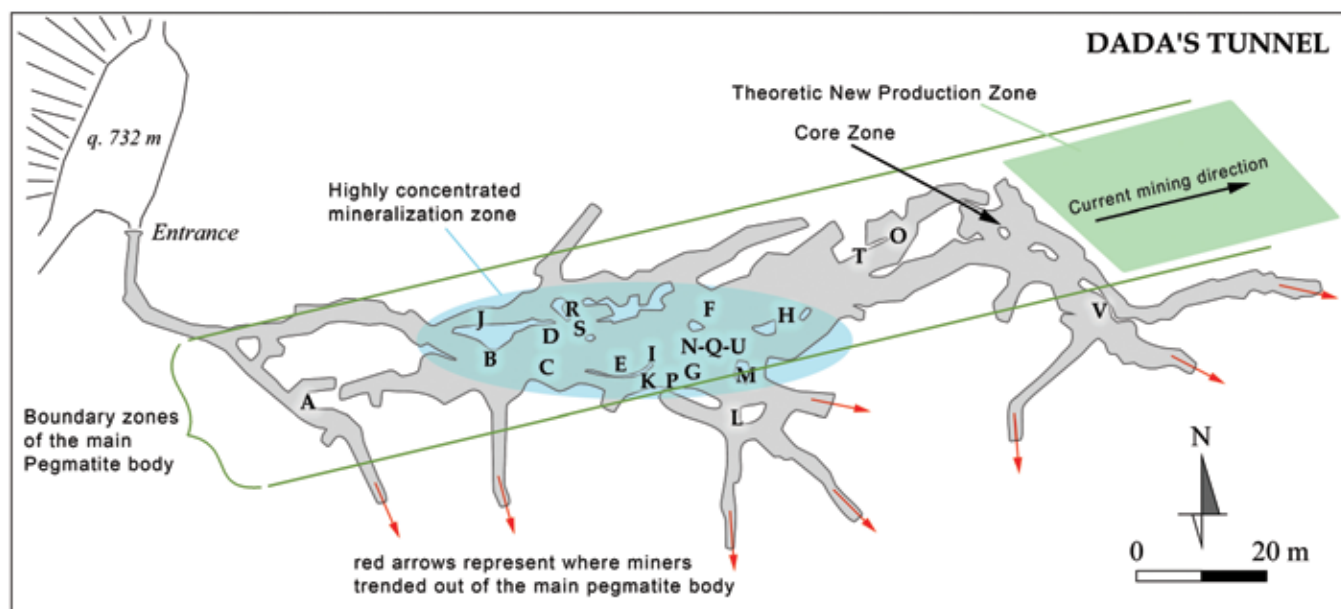 DADA'S TUNNEL
Theoretic New Production Zone
Core Zone
q. 732 m
Current mining direction
Highly concentrated
mineralization zone
Entrance
O
T
R
F
H
J
S
D
V
N-Q-U
I
B
E
C
G
K
P
M
A
L
Boundary zones
of the main
Pegmatite body
N
red arrows represent where miners
trended out of the main pegmatite body
0 20 m